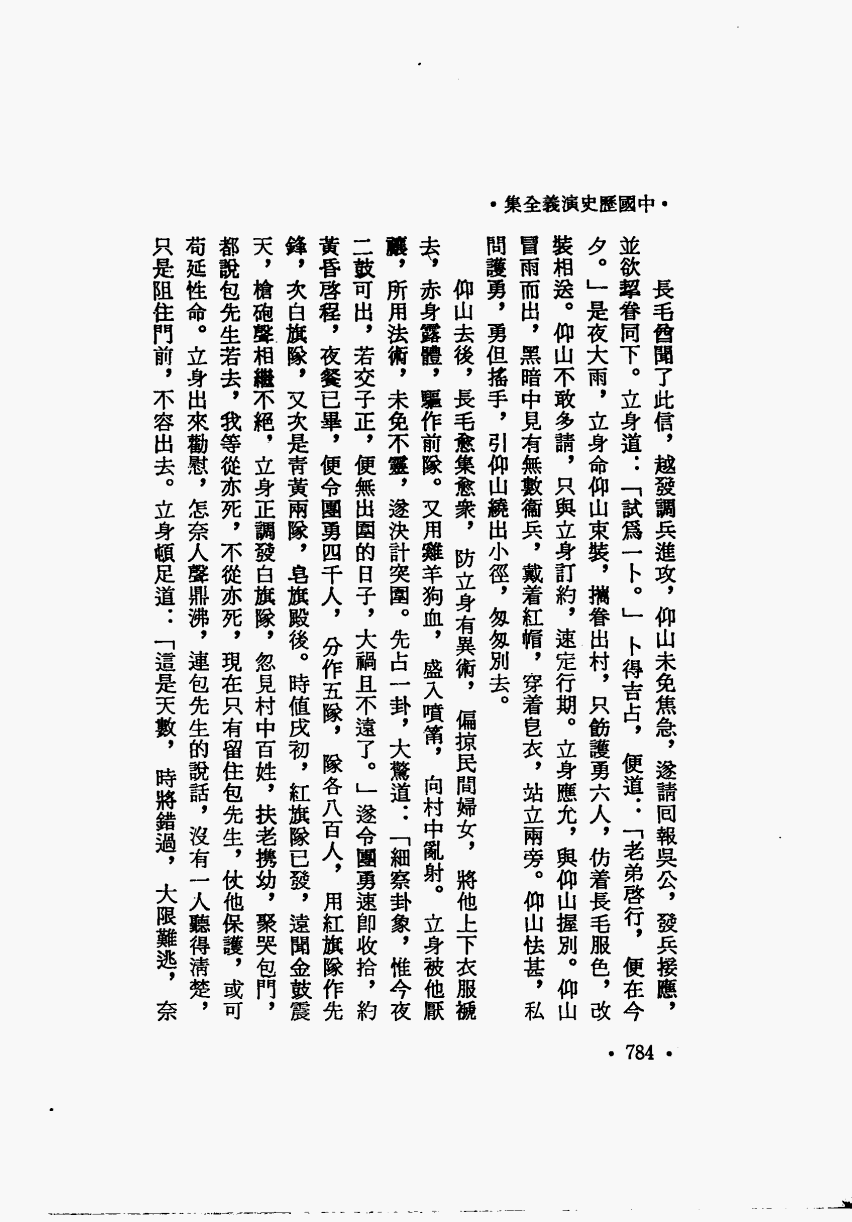 •中國歷史演義全集•
長毛酋聞了此信，越發調兵進攻，仰山未免焦急，遂請囘報吳公，發兵接應，
並欲挈眷同下。立身道：「試爲一卜。」卜得吉占，便道：「老弟啓行，便在今
夕。」是夜大雨，立身命仰山束裝，攜眷出村，只飭護勇六人，仿着長毛服色，改
裝相送。仰山不敢多請，只與立身訂約，速定行期。立身應允，與仰山握別。仰山
冒雨而出，黑暗中見有無數衞兵，戴着紅帽，穿着皀衣，站立兩旁。仰山怯甚，私
問護勇，勇但搖手，引仰山繞出小徑，匆匆別去。
仰山去後，長毛愈集愈衆，防立身有異術，偏掠民間婦女，將他上下衣服褫
去，赤身露體，驅作前隊。又用雞羊狗血，盛入噴筩，向村中亂射。立身被他厭
禳，所用法術，未免不靈，遂決計突圍。先占一卦，大驚道：「細察卦象，惟今夜
二鼓可出，若交子正，便無出圍的日子，大禍且不遠了。」遂令團勇速卽收拾，約
黃昏啓程，夜餐已畢，便令團勇四千人，分作五隊，隊各八百人，用紅旗隊作先
鋒，次白旗隊，又次是青黃兩隊，皂旗殿後。時値戌初，紅旗隊已發，遠聞金鼓震
天，槍砲聲相繼不絕，立身正調發白旗隊，忽見村中百姓，扶老携幼，聚哭包門，
都說包先生若去，我等從亦死，不從亦死，現在只有留住包先生，仗他保護，或可
苟延性命。立身出來勸慰，怎奈人聲鼎沸，連包先生的說話，沒有一人聽得清楚，
只是阻住門前，不容出去。立身頓足道：「這是天數，時將錯過，大限難逃，奈
•784•